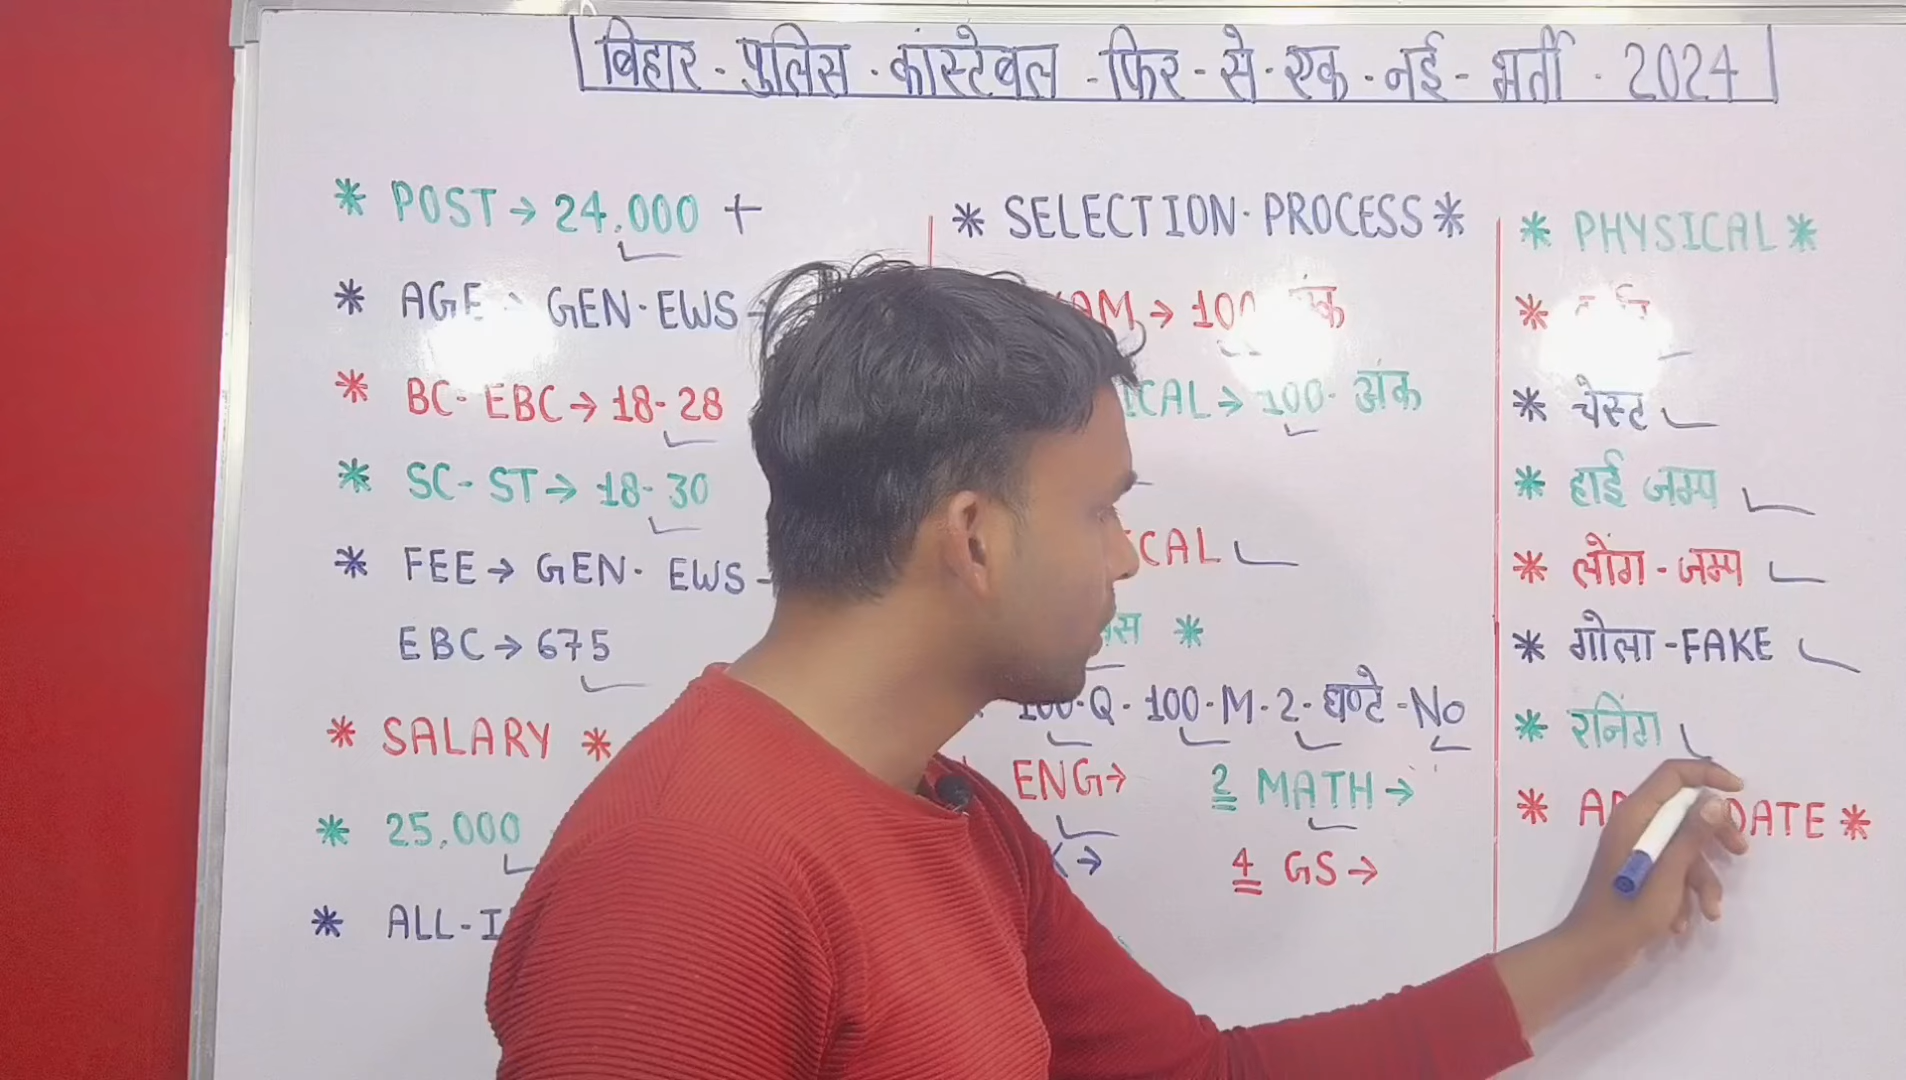 बिहार - पुलिस - कांस्टेबल - फिर - से - एक - नई - भर्ती - 2024
* POST → 24,000 +
* AGE → GEN - EWS -
* BC - EBC → 18 - 28
* SC - ST → 18 - 30
* FEE → GEN - EWS -
EBC → 675
* SALARY *
* 25,000
* ALL -
* SELECTION - PROCESS *
→ 100
→ 100 - अंक
*
100 - Q - 100 - M - 2 - घण्टे - No
ENG →
2 MATH →
→
4 GS →
* PHYSICAL *
*
* चेस्ट
* हाई जम्प
* लोंग - जम्प
* गोला - FAKE
* रनिंग
* DATE *